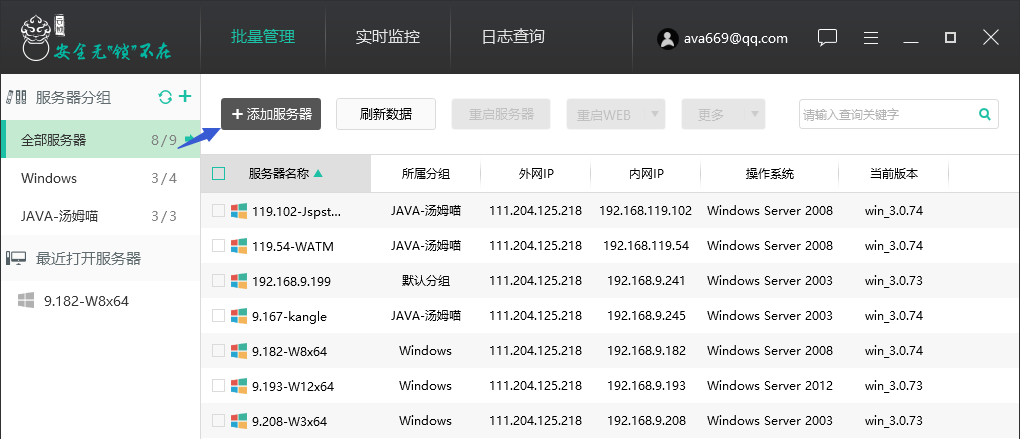 安全无"锁"不在
批量管理 实时监控 日志查询 ava669@qq.com
服务器分组
全部服务器 8/9
Windows 3/4
JAVA-汤姆喵 3/3
最近打开服务器
9.182-W8x64
+ 添加服务器 刷新数据 重启服务器 重启WEB 更多 请输入查询关键字
服务器名称 所属分组 外网IP 内网IP 操作系统 当前版本
119.102-Jspst... JAVA-汤姆喵 111.204.125.218 192.168.119.102 Windows Server 2008 win_3.0.74
119.54-WATM JAVA-汤姆喵 111.204.125.218 192.168.119.54 Windows Server 2008 win_3.0.74
192.168.9.199 默认分组 111.204.125.218 192.168.9.241 Windows Server 2003 win_3.0.73
9.167-kangle JAVA-汤姆喵 111.204.125.218 192.168.9.245 Windows Server 2003 win_3.0.74
9.182-W8x64 Windows 111.204.125.218 192.168.9.182 Windows Server 2008 win_3.0.74
9.193-W12x64 Windows 111.204.125.218 192.168.9.193 Windows Server 2012 win_3.0.73
9.208-W3x64 Windows 111.204.125.218 192.168.9.208 Windows Server 2003 win_3.0.73